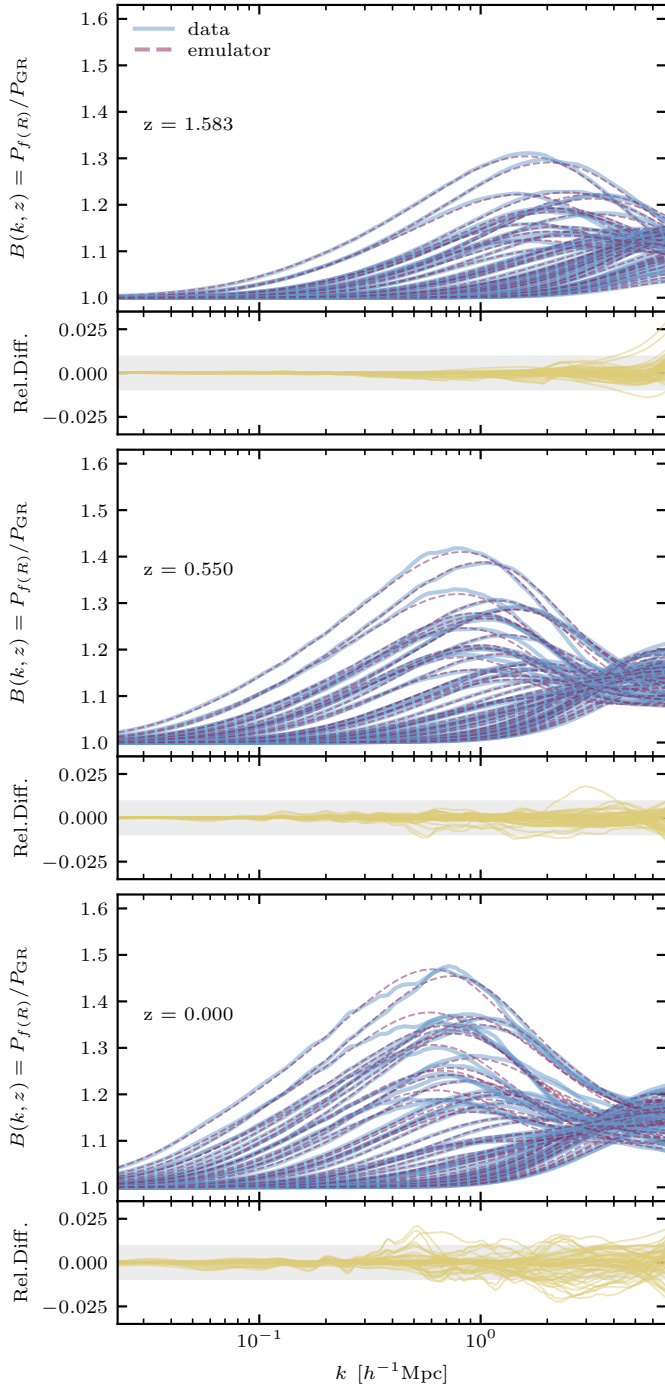 data
emulator
z = 1.583
B(k, z) = P_{f(R)}/P_{GR}
1.6
1.5
1.4
1.3
1.2
1.1
1.0
Rel.Diff.
0.025
0.000
−0.025
z = 0.550
B(k, z) = P_{f(R)}/P_{GR}
1.6
1.5
1.4
1.3
1.2
1.1
1.0
Rel.Diff.
0.025
0.000
−0.025
z = 0.000
B(k, z) = P_{f(R)}/P_{GR}
1.6
1.5
1.4
1.3
1.2
1.1
1.0
Rel.Diff.
0.025
0.000
−0.025
10⁻¹ 10⁰
k [h⁻¹Mpc]